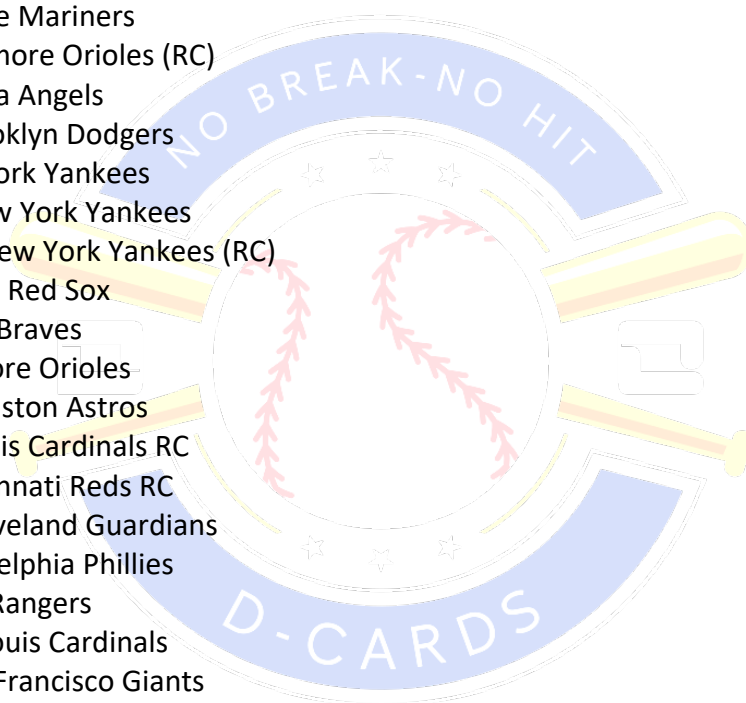 e Mariners
more Orioles (RC)
a Angels
oklyn Dodgers
ork Yankees
w York Yankees
ew York Yankees (RC)
Red Sox
Braves
ore Orioles
ston Astros
is Cardinals RC
nnati Reds RC
veland Guardians
elphia Phillies
Rangers
ouis Cardinals
Francisco Giants
NO BREAK-NO HIT
D-CARDS